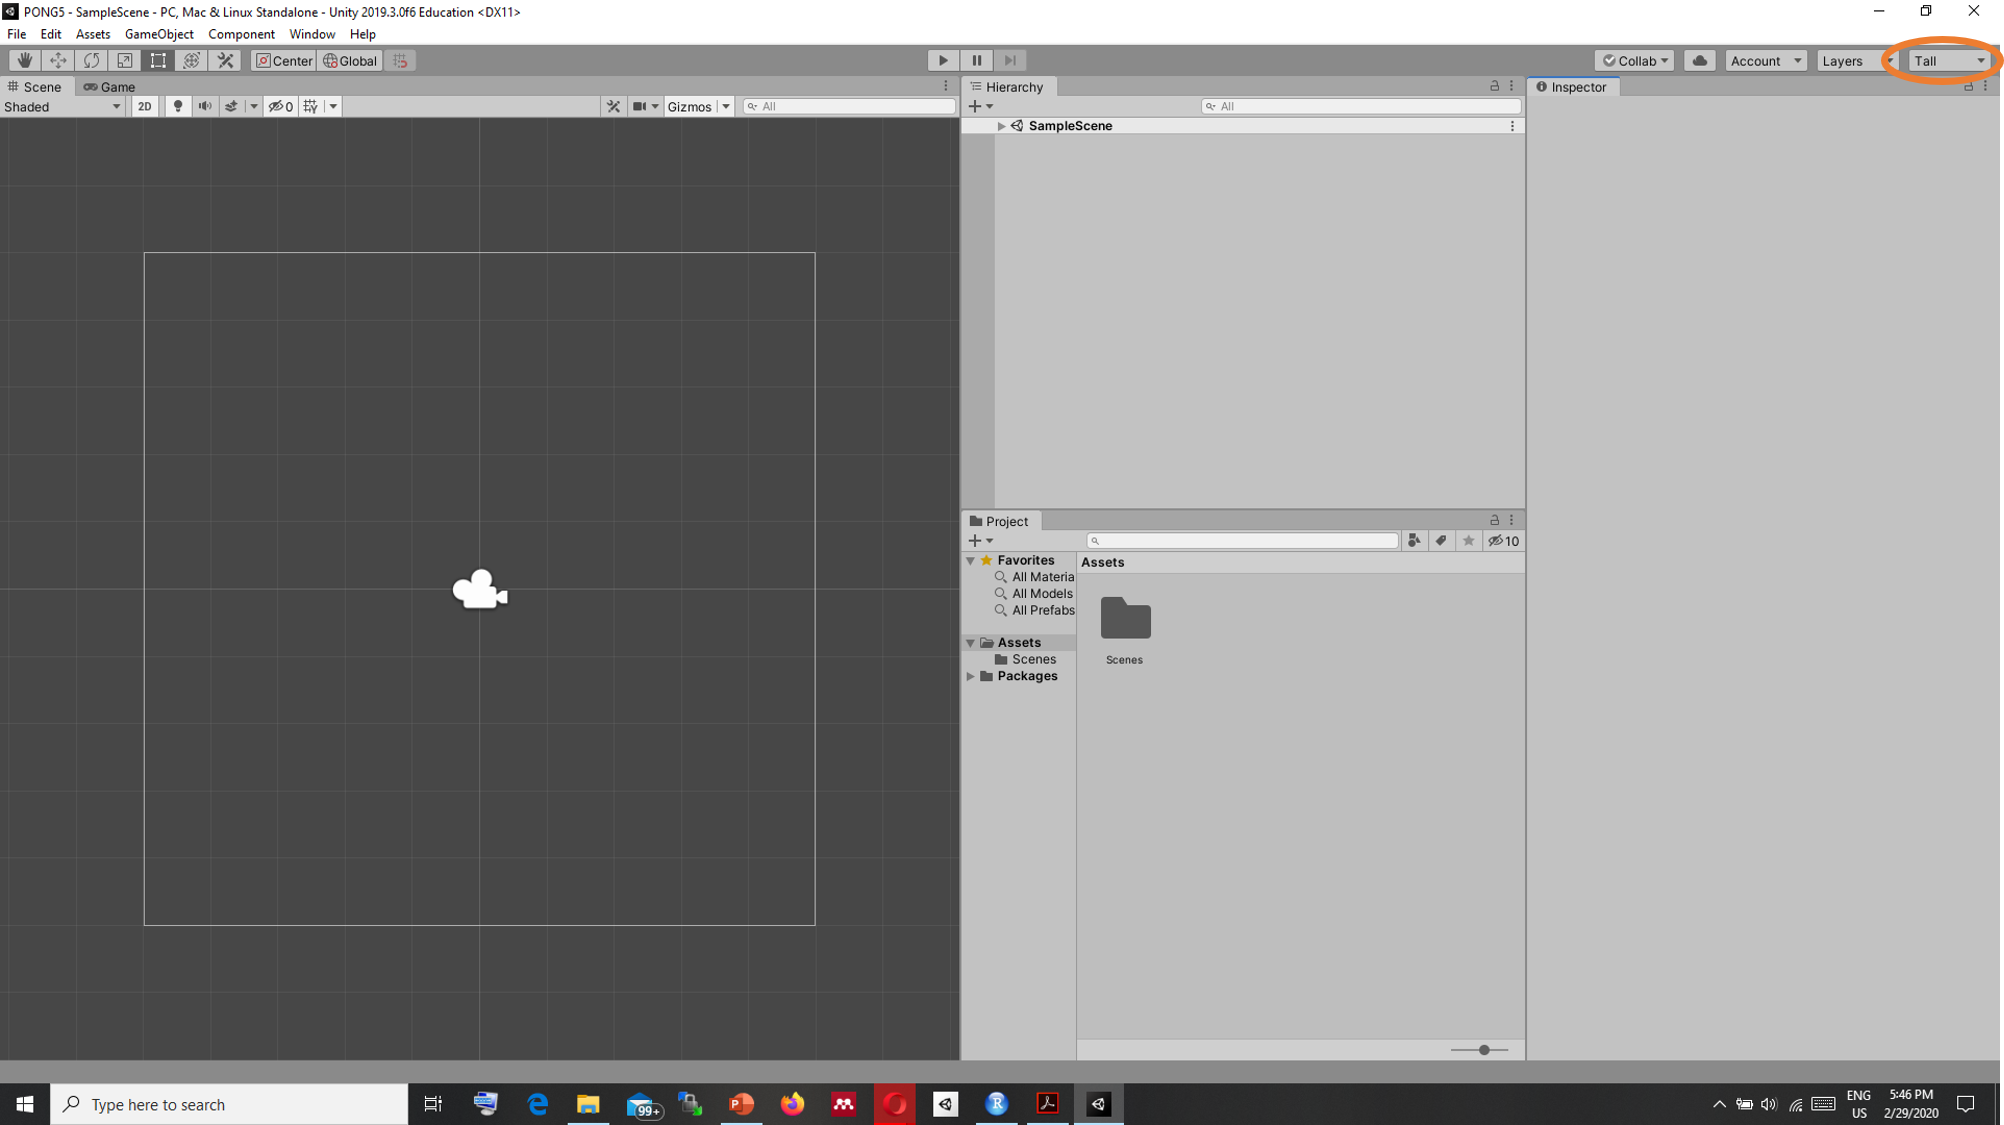 PONG5 - SampleScene - PC, Mac & Linux Standalone - Unity 2019.3.0f6 Education <DX11>
File Edit Assets GameObject Component Window Help
Center Global Collab Account Layers Tall
Scene Game
Hierarchy
Inspector
Shaded 2D 0 Gizmos All
All
SampleScene
Project
10
Favorites
All Materia
All Models
All Prefabs
Assets
Scenes
Packages
Assets
Scenes
Type here to search
99+
ENG
US
5:46 PM
2/29/2020